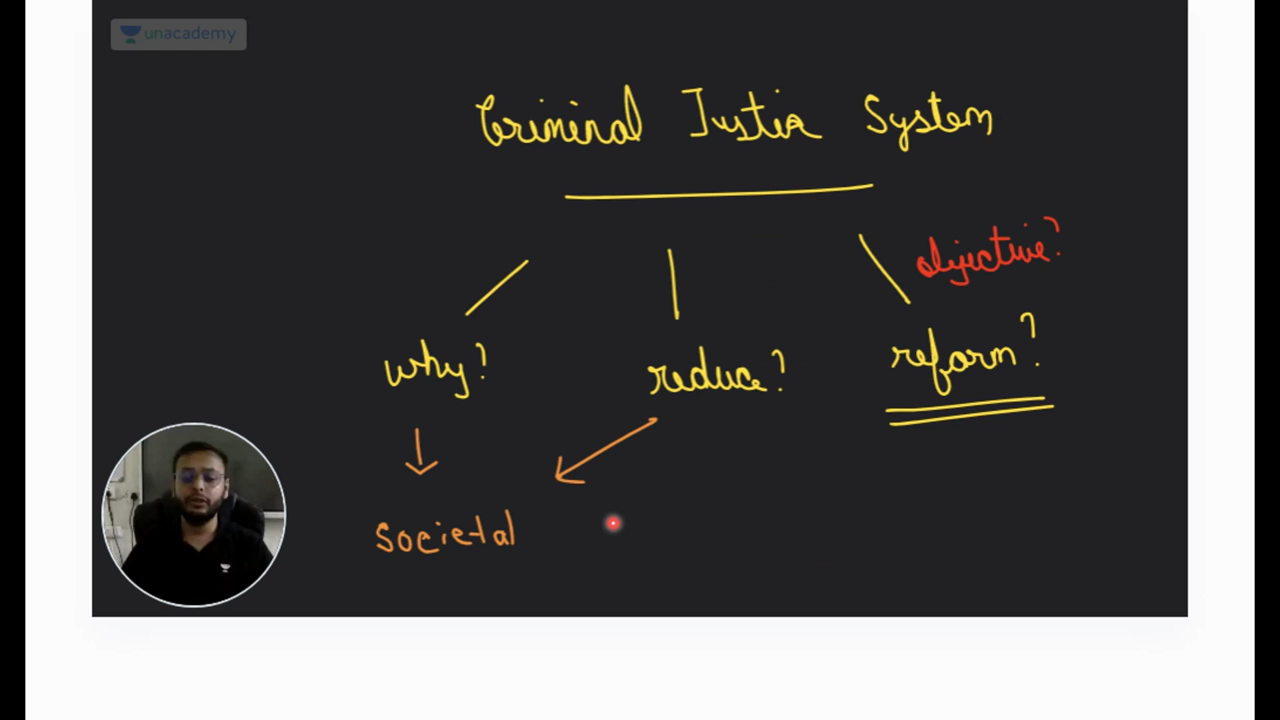 unacademy
Criminal Justice System
objective?
why? reduce? reform?
societal